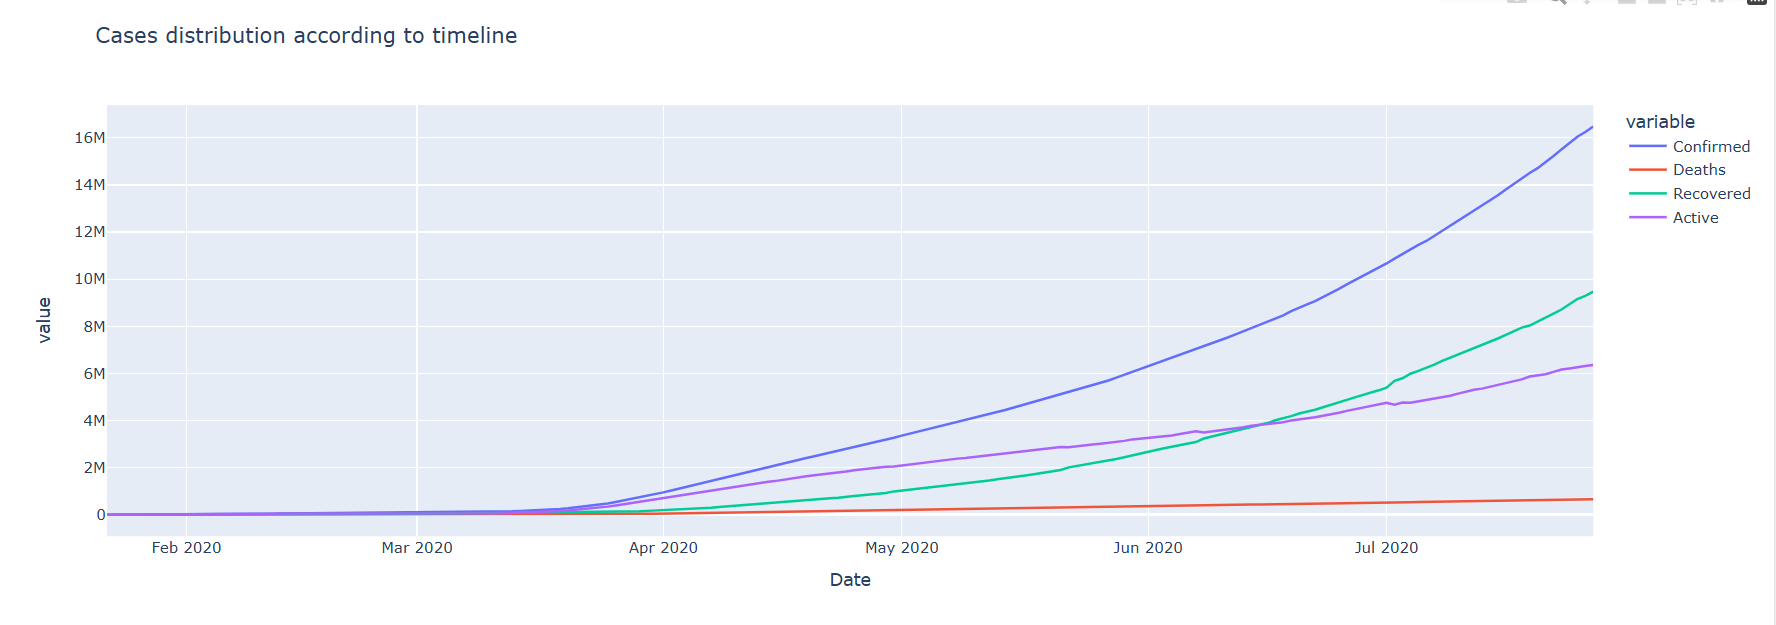 Cases distribution according to timeline
variable
Confirmed
Deaths
Recovered
Active
16M
14M
12M
10M
8M
6M
4M
2M
0
value
Feb 2020
Mar 2020
Apr 2020
May 2020
Jun 2020
Jul 2020
Date